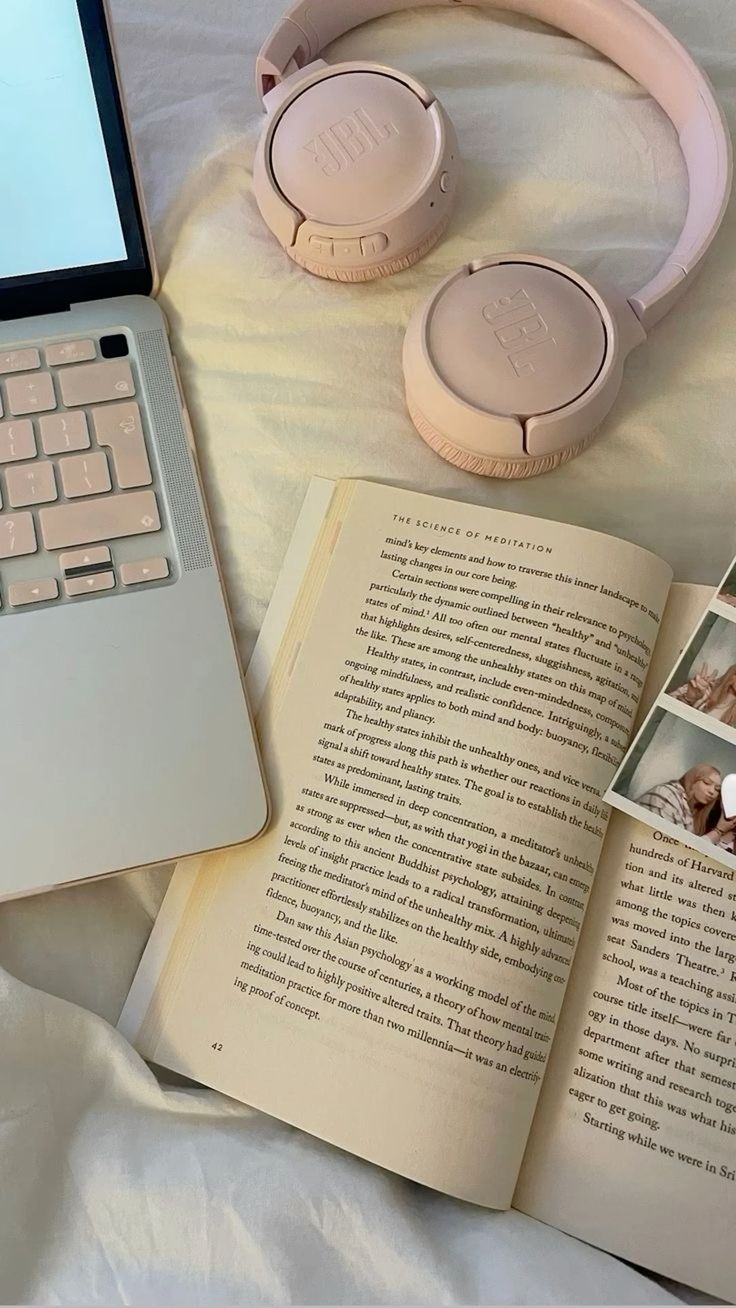 JBL
JBL
THE SCIENCE OF MEDITATION
mind's key elements and how to traverse this inner landscape to
lasting changes in our core being.
Certain sections were compelling in their relevance to psychology,
particularly the dynamic outlined between "healthy" and "unhealthy"
states of mind.¹ All too often our mental states fluctuate in a range
that highlights desires, self-centeredness, sluggishness, agitation,
the like. These are among the unhealthy states on this map of mind.
Healthy states, in contrast, include even-mindedness,
ongoing mindfulness, and realistic confidence. Intriguingly, a
of healthy states applies to both mind and body: buoyancy,
adaptability, and pliancy.
The healthy states inhibit the unhealthy ones, and vice versa.
mark of progress along this path is whether our reactions in daily
signal a shift toward healthy states. The goal is to establish the
states as predominant, lasting traits.
While immersed in deep concentration, a meditator's
states are suppressed—but, as with that yogi in the bazaar, can emerge
as strong as ever when the concentrative state subsides. In contrast,
according to this ancient Buddhist psychology, attaining deepening
levels of insight practice leads to a radical transformation,
freeing the meditator's mind of the unhealthy mix. A highly advanced
practitioner effortlessly stabilizes on the healthy side, embodying
fidence, buoyancy, and the like.
Dan saw this Asian psychology as a working model of the mind,
time-tested over the course of centuries, a theory of how mental
ing could lead to highly positive altered traits. That theory had guided
meditation practice for more than two millennia—it was an
ing proof of concept.
42
Once
hundreds of Harvard
tion and its altered
what little was then
among the topics
was moved into the
seat Sanders Theatre.³
school, was a teaching
Most of the topics in
course title itself—were far
ogy in those days. No
department after that
some writing and research
alization that this was what his
eager to get going.
Starting while we were in